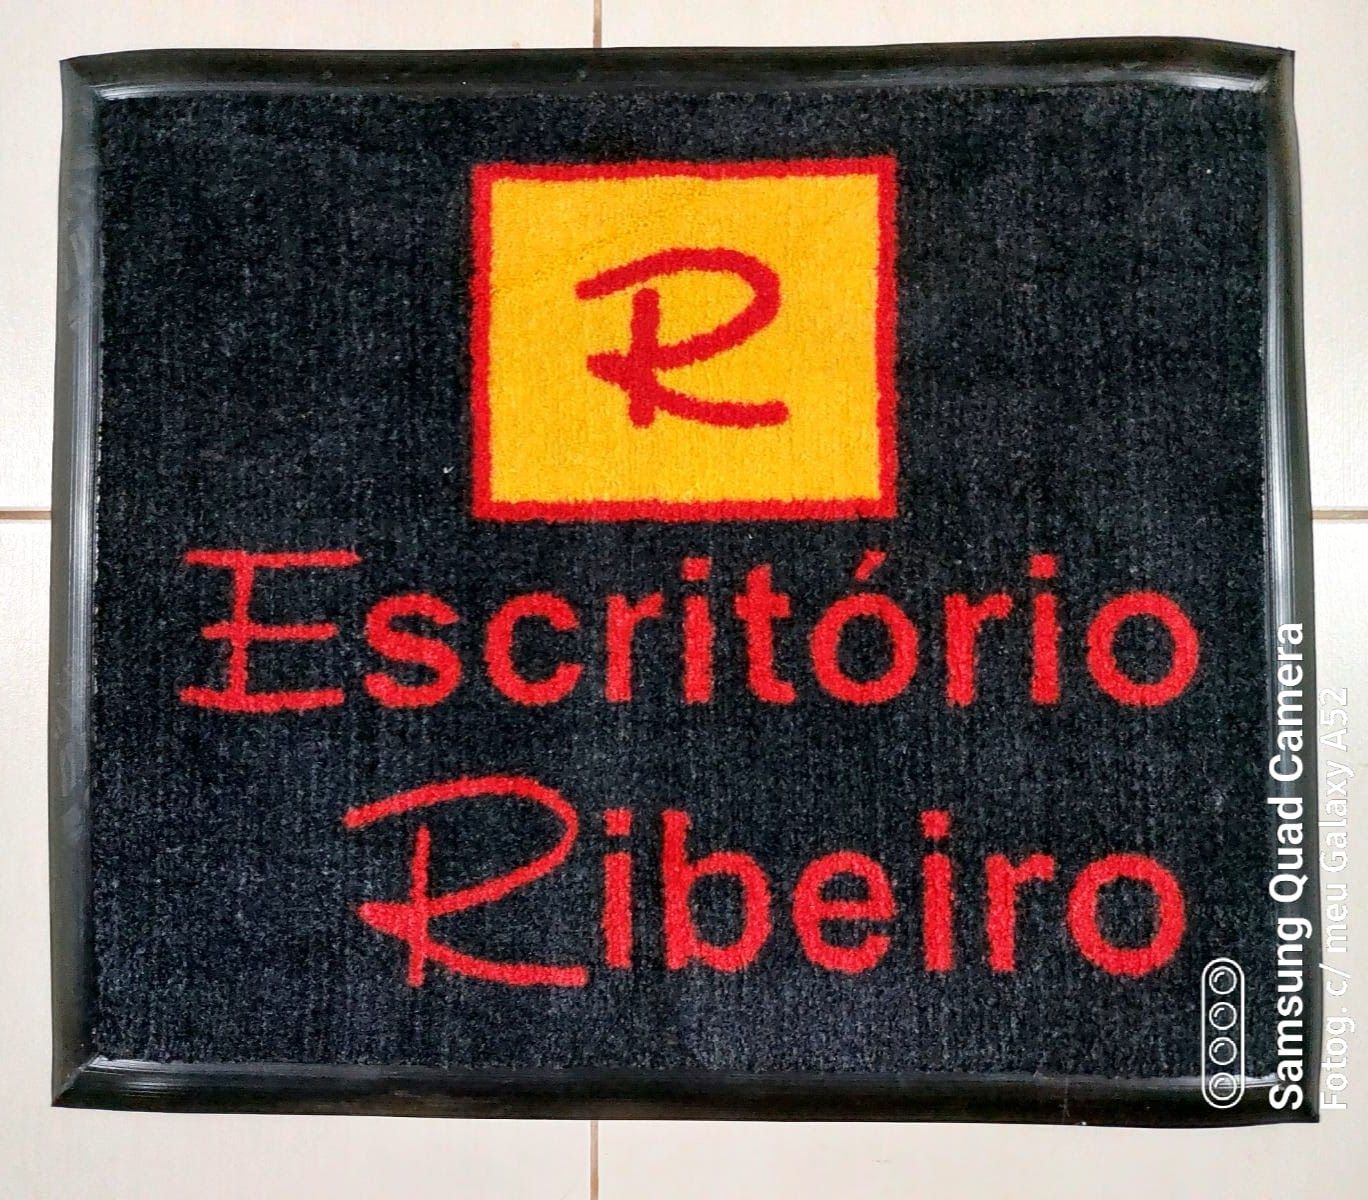 R
Escritório
Ribeiro
Samsung Quad Camera
Fotog. c/ meu Galaxy A52